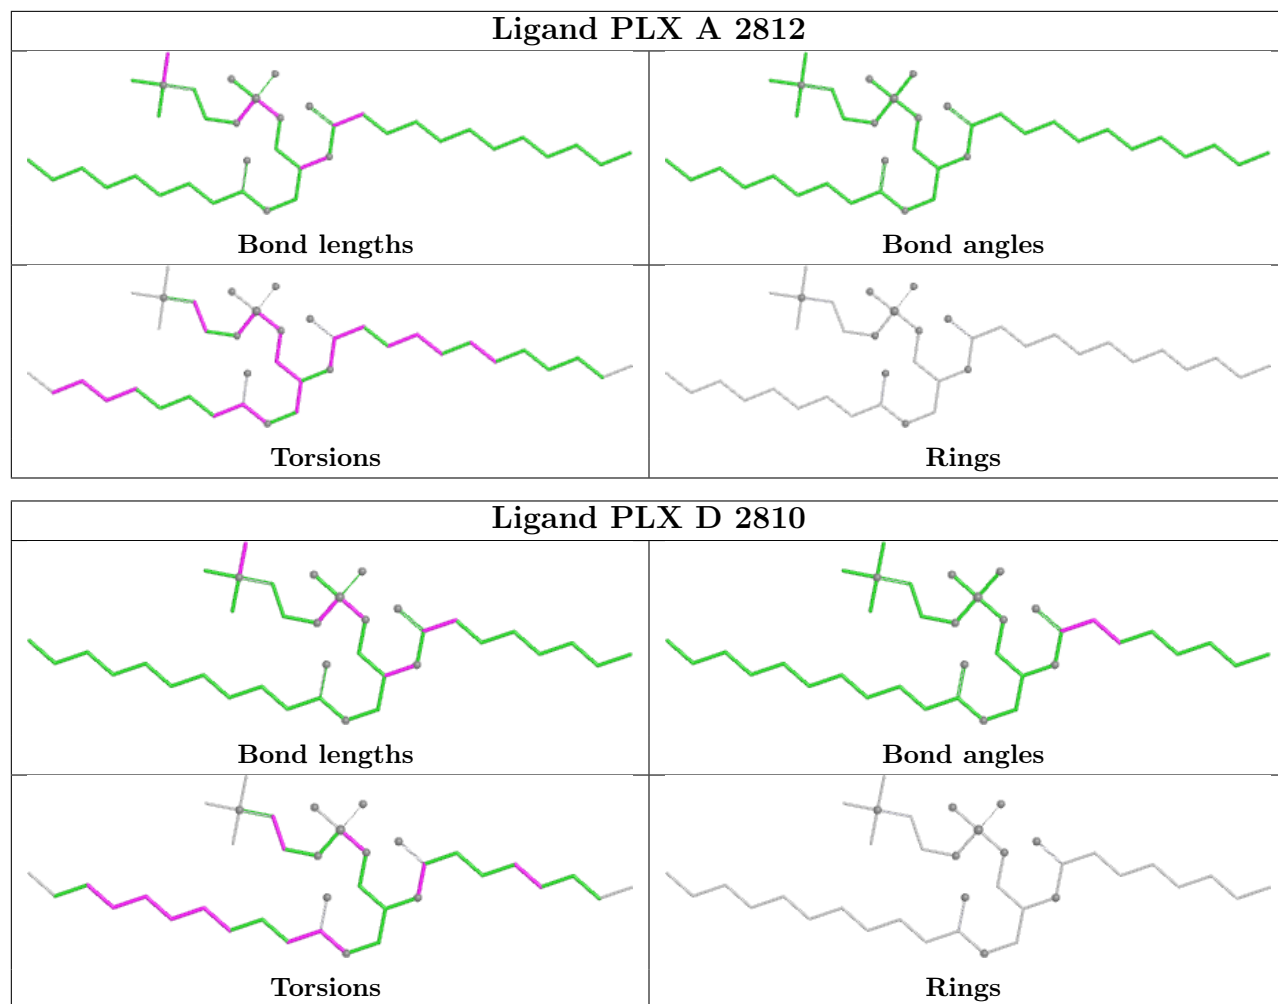 Ligand PLX A 2812
Bond lengths
Bond angles
Torsions
Rings
Ligand PLX D 2810
Bond lengths
Bond angles
Torsions
Rings